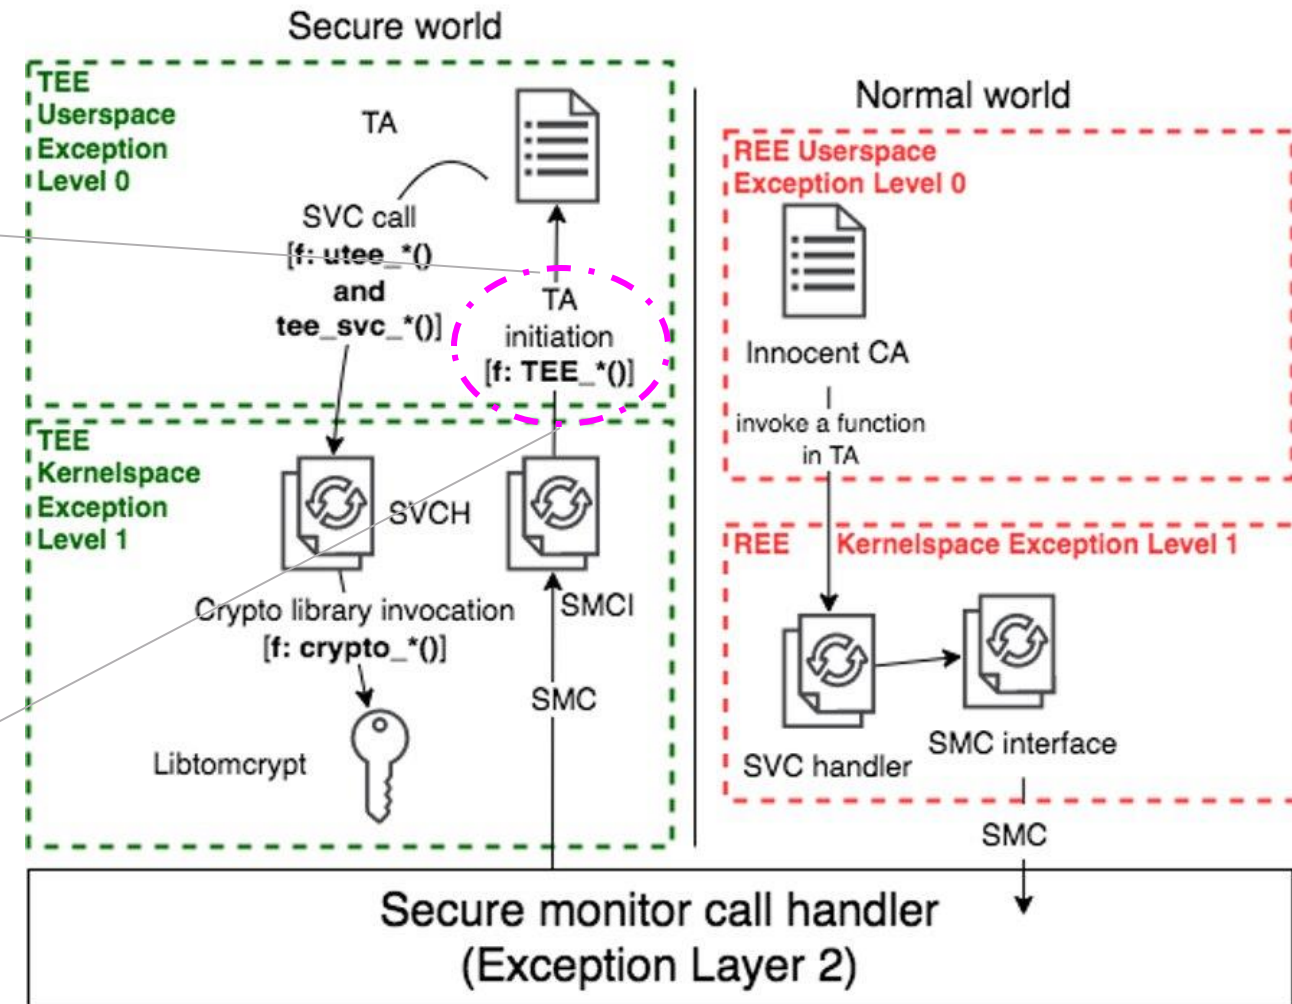 Secure world
TEE
Userspace
Exception
Level 0
TA
SVC call
[f: utee_*()
and
tee_svc_*()]
TA
initiation
[f: TEE_*()]
TEE
Kernelspace
Exception
Level 1
SVCH
SMCI
Crypto library invocation
[f: crypto_*()]
SMC
Libtomcrypt
Normal world
REE Userspace
Exception Level 0
Innocent CA
invoke a function
in TA
REE Kernelspace Exception Level 1
SVC handler
SMC interface
SMC
Secure monitor call handler
(Exception Layer 2)